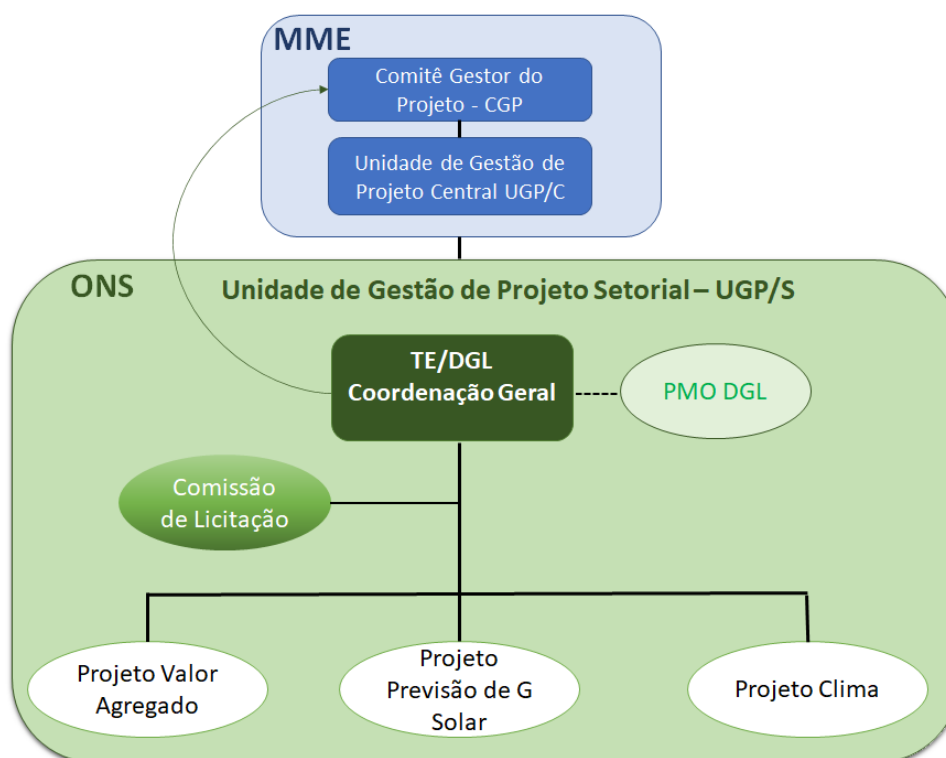 MME
Comitê Gestor do
Projeto - CGP
Unidade de Gestão de
Projeto Central UGP/C
ONS
Unidade de Gestão de Projeto Setorial – UGP/S
TE/DGL
Coordenação Geral
PMO DGL
Comissão
de Licitação
Projeto Valor
Agregado
Projeto
Previsão de G
Solar
Projeto Clima